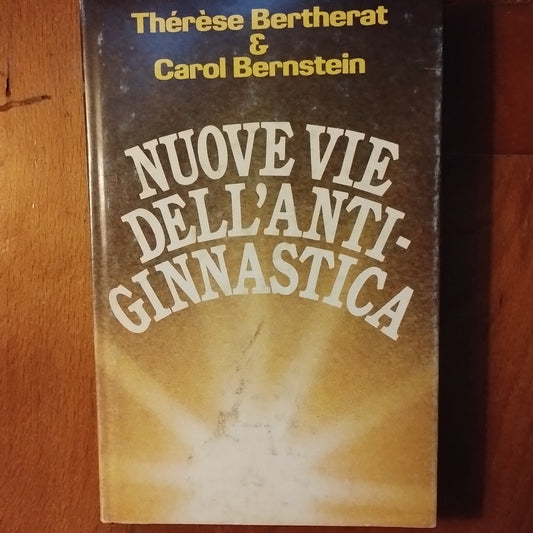 Thérèse Bertherat
&
Carol Bernstein
NUOVE VIE
DELL'ANTI-
GINNASTICA